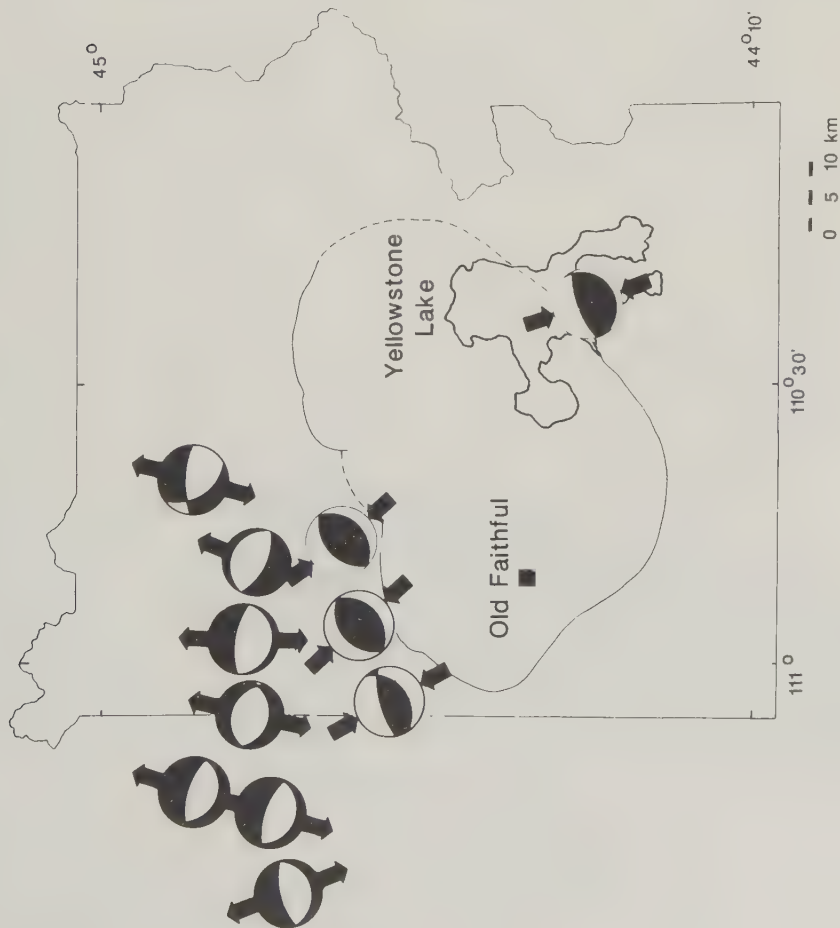 45°
44° 10'
Yellowstone
Lake
Old Faithful
110° 30'
111°
0 5 10 km